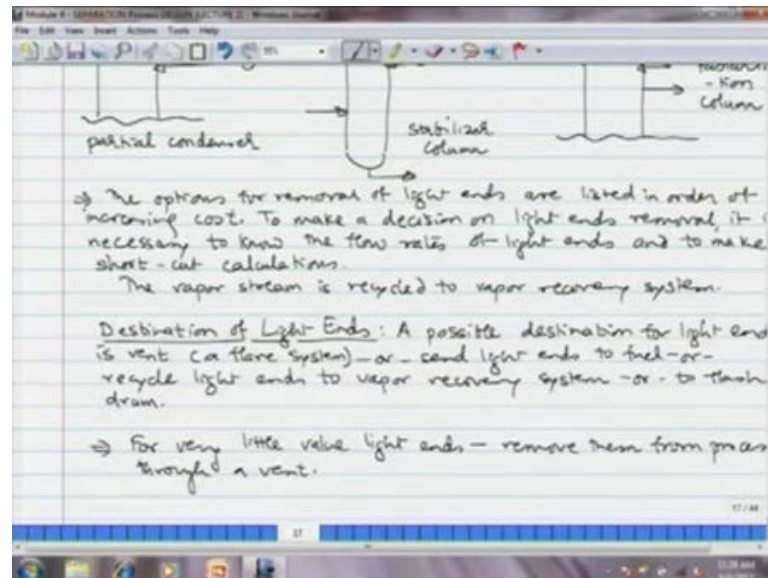 Module 4 - SEPARATION Process DESIGN (LECTURE 2) - Windows Journal
File Edit View Insert Actions Tools Help
-tion
column
partial condenser
stabilizer
column
⇒ The options for removal of light ends are listed in order of
increasing cost. To make a decision on light ends removal, it i
necessary to know the flow rates of light ends and to make
short-cut calculations.
The vapor stream is recycled to vapor recovery system.
Destination of Light Ends: A possible destination for light end
is vent (a flare system) -or- send light ends to fuel -or-
recycle light ends to vapor recovery system -or- to flash
drum.
⇒ For very little value light ends - remove them from proces
through a vent.
17
11:26 AM